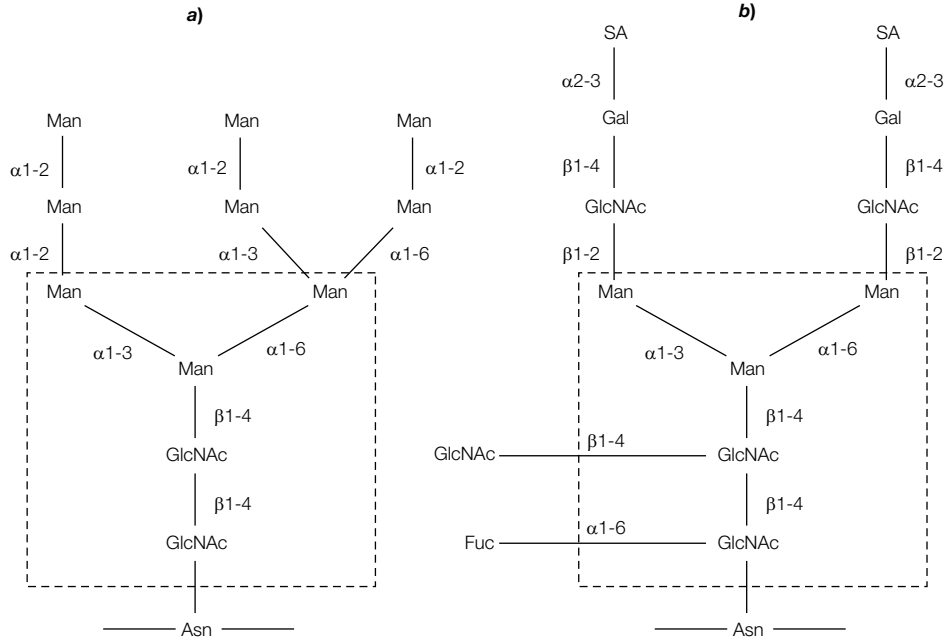 a) b)
SA SA
α2-3 α2-3
Man Man Man Gal Gal
α1-2 α1-2 α1-2 β1-4 β1-4
Man Man Man GlcNAc GlcNAc
α1-2 α1-3 α1-6 β1-2 β1-2
Man Man Man Man
α1-3 α1-6 α1-3 α1-6
Man Man
β1-4 β1-4
GlcNAc GlcNAc β1-4 GlcNAc
β1-4 β1-4
GlcNAc Fuc α1-6 GlcNAc
Asn Asn